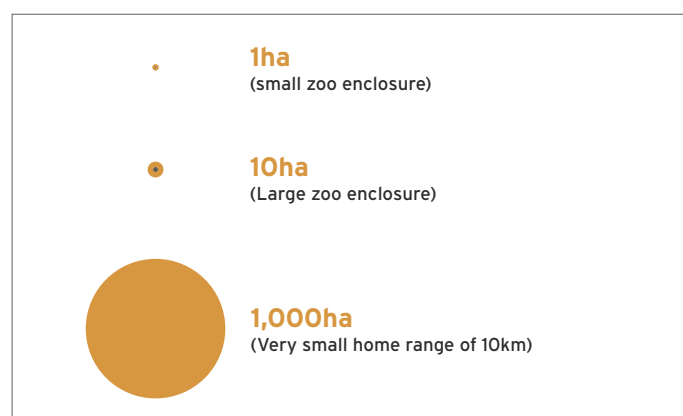 1ha
(small zoo enclosure)
10ha
(Large zoo enclosure)
1,000ha
(Very small home range of 10km)